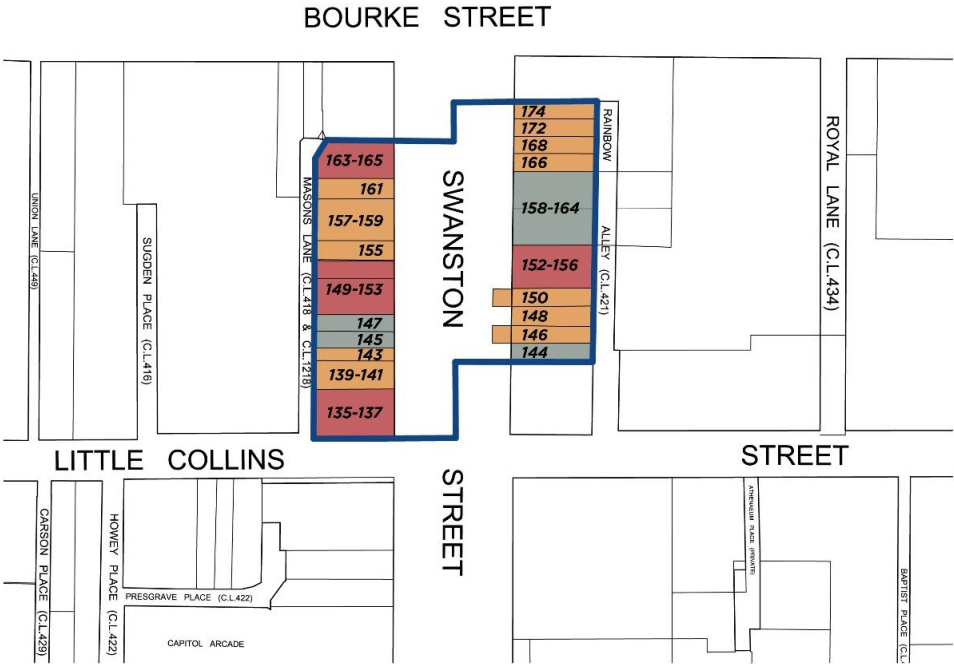 BOURKE STREET
174
172
168
166
158-164
152-156
150
148
146
144
163-165
161
157-159
155
149-153
147
145
143
139-141
135-137
SWANSTON
STREET
RAINBOW
ALLEY (C.L.421)
ROYAL LANE (C.L.434)
UNION LANE (C.L.449)
SUGDEN PLACE (C.L.416)
MASONS LANE (C.L.418 & C.L.1218)
LITTLE COLLINS
STREET
CARSON PLACE (C.L.429)
HOWEY PLACE (C.L.422)
PRESGRAVE PLACE (C.L.422)
CAPITOL ARCADE
ATHENAEUM PLACE (PRIVATE)
BAPTIST PLACE (C.L.